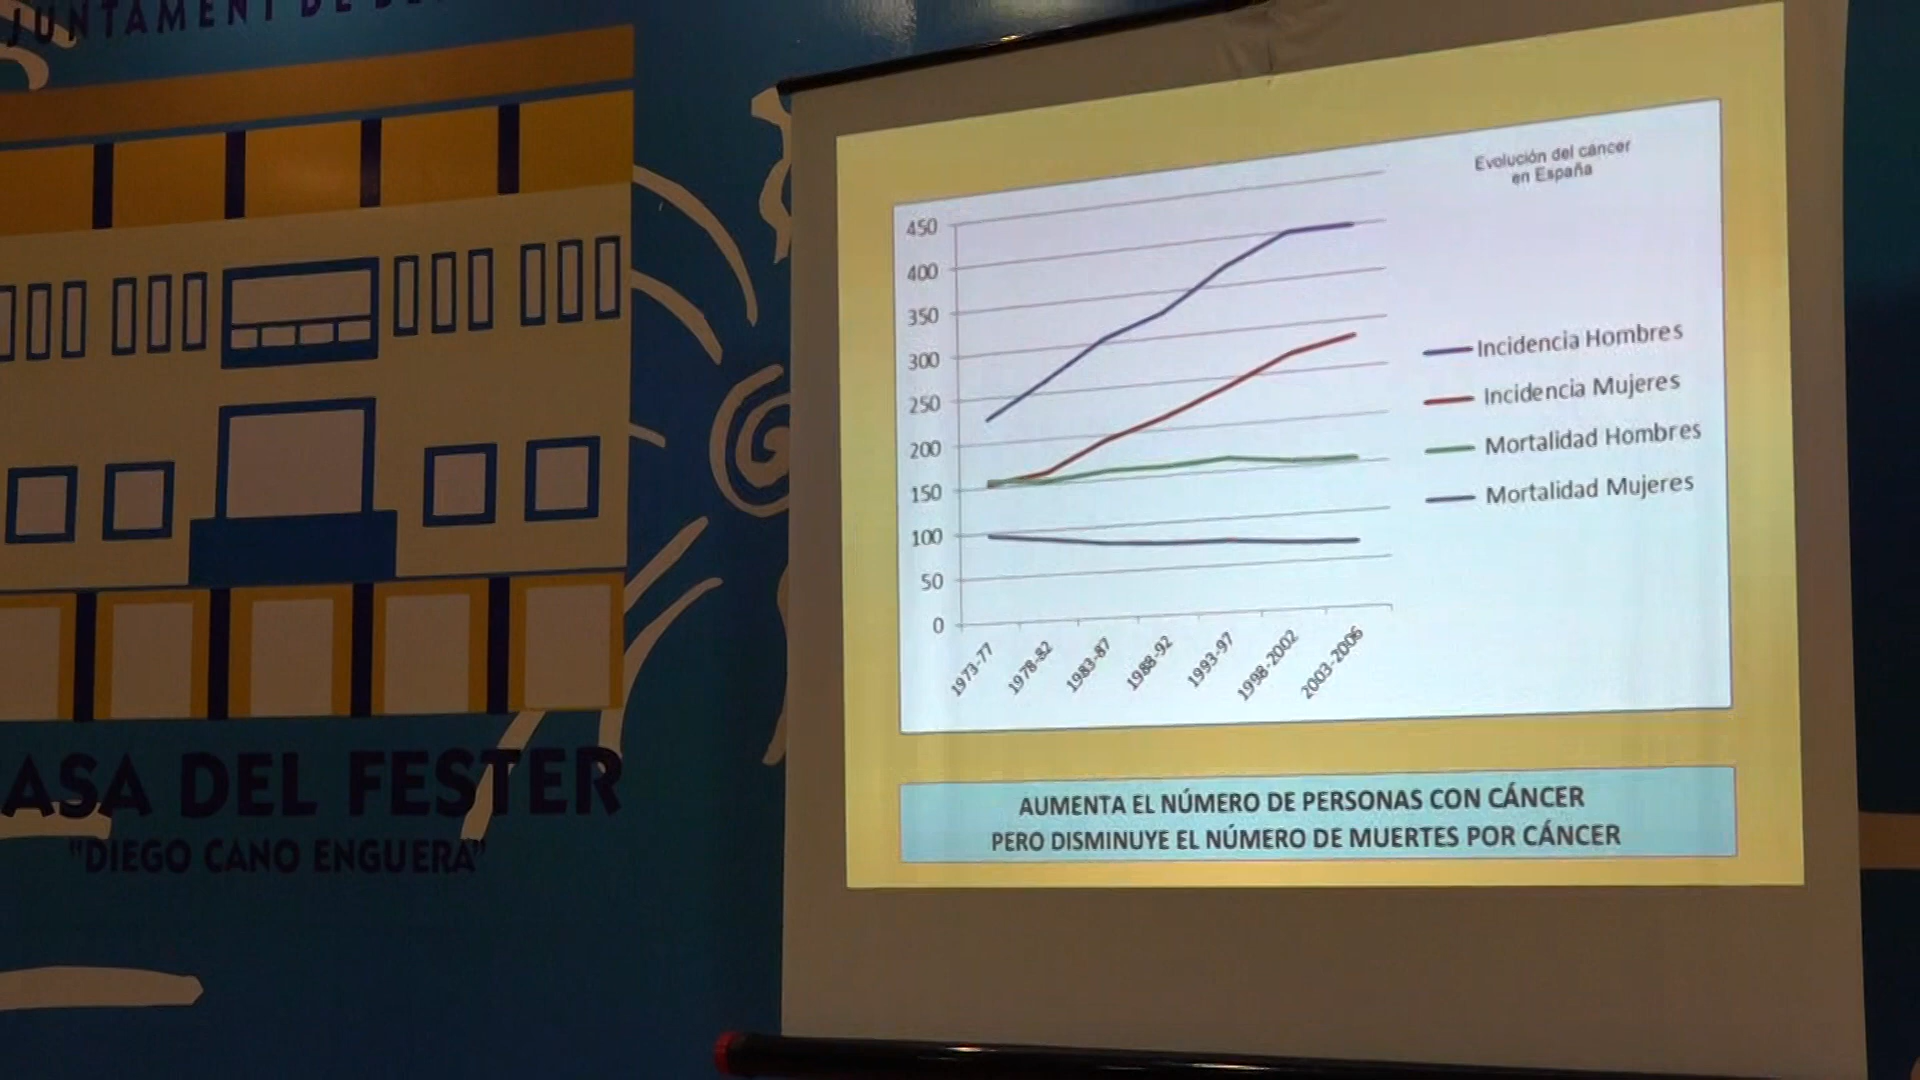 JUNTAMENT DE
ASA DEL FESTER
"DIEGO CANO ENGUERA"
Evolución del cáncer
en España
450
400
350
300
250
200
150
100
50
0
1973-77
1978-82
1983-87
1988-92
1993-97
1998-2002
2003-2006
Incidencia Hombres
Incidencia Mujeres
Mortalidad Hombres
Mortalidad Mujeres
AUMENTA EL NÚMERO DE PERSONAS CON CÁNCER
PERO DISMINUYE EL NÚMERO DE MUERTES POR CÁNCER